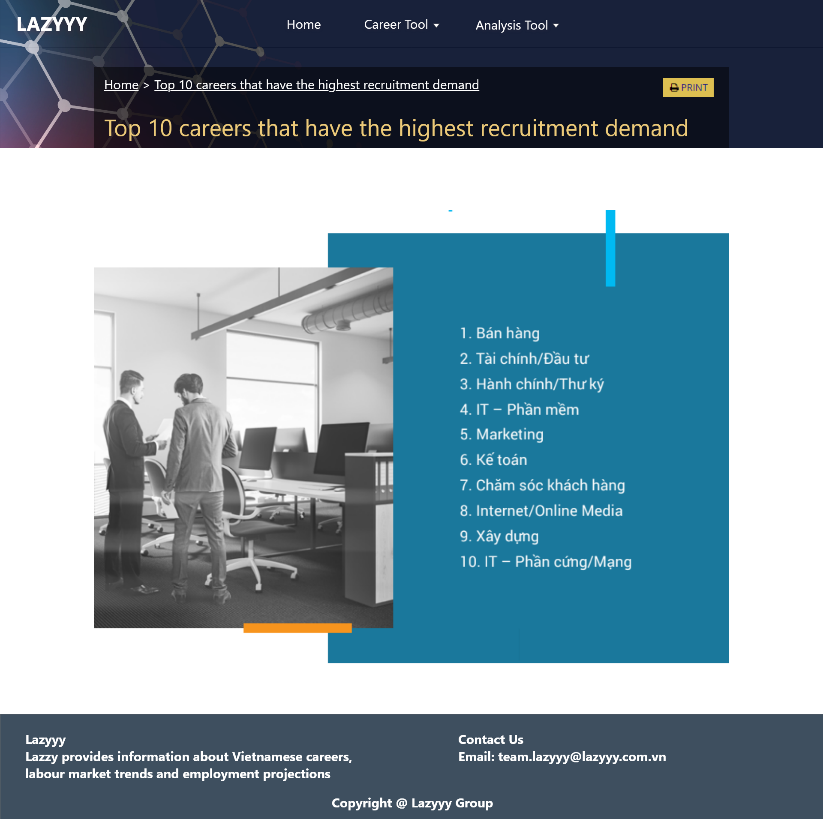 LAZYYY
Home
Career Tool
Analysis Tool
Home > Top 10 careers that have the highest recruitment demand
PRINT
Top 10 careers that have the highest recruitment demand
1. Bán hàng
2. Tài chính/Đầu tư
3. Hành chính/Thư ký
4. IT – Phần mềm
5. Marketing
6. Kế toán
7. Chăm sóc khách hàng
8. Internet/Online Media
9. Xây dựng
10. IT – Phần cứng/Mạng
Lazyyy
Lazzy provides information about Vietnamese careers,
labour market trends and employment projections
Contact Us
Email: team.lazyyy@lazyyy.com.vn
Copyright @ Lazyyy Group